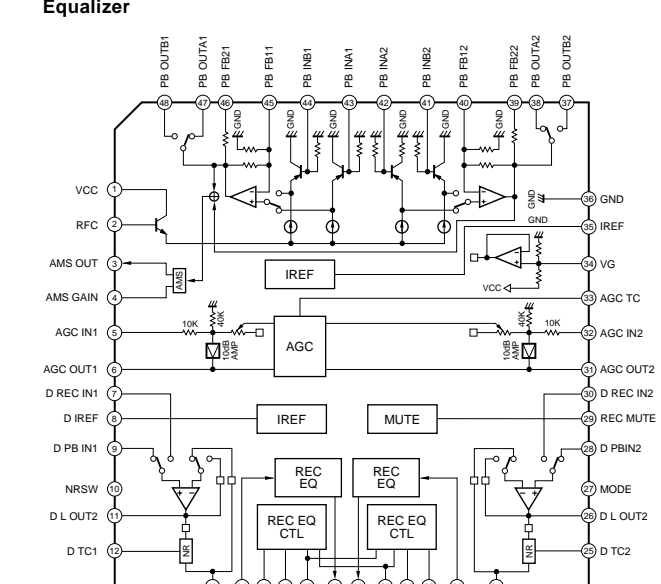 Equalizer
PB OUTB1
PB OUTA1
PB FB21
PB FB11
PB INB1
PB INA1
PB INA2
PB INB2
PB FB12
PB FB22
PB OUTA2
PB OUTB2
48 47 46 45 44 43 42 41 40 39 38 37
GND GND GND GND GND GND
VCC 1
36 GND
GND
RFC 2
GND
35 IREF
AMS OUT 3
IREF
34 VG
AMS
VCC
AMS GAIN 4
33 AGC TC
AGC IN1 5
10K
40K
10dB AMP
AGC
10dB AMP
40K
10K
32 AGC IN2
AGC OUT1 6
31 AGC OUT2
D REC IN1 7
30 D REC IN2
D IREF 8
IREF
MUTE
29 REC MUTE
D PB IN1 9
28 D PBIN2
REC EQ
REC EQ
NRSW 10
27 MODE
D L OUT2 11
26 D L OUT2
REC EQ CTL
REC EQ CTL
D TC1 12
NR
NR
25 D TC2